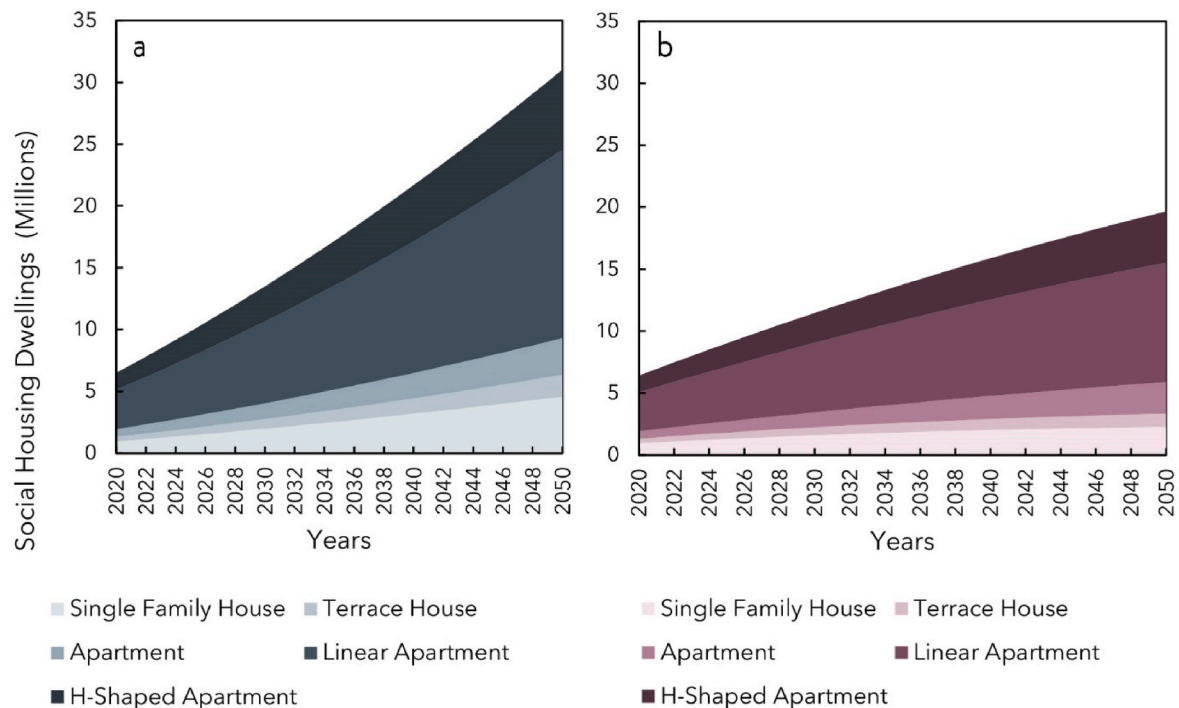 a
35
30
25
20
15
10
5
0
Social Housing Dwellings (Millions)
2020 2022 2024 2026 2028 2030 2032 2034 2036 2038 2040 2042 2044 2046 2048 2050
Years
b
35
30
25
20
15
10
5
0
2020 2022 2024 2026 2028 2030 2032 2034 2036 2038 2040 2042 2044 2046 2048 2050
Years
Single Family House Terrace House
Apartment Linear Apartment
H-Shaped Apartment
Single Family House Terrace House
Apartment Linear Apartment
H-Shaped Apartment